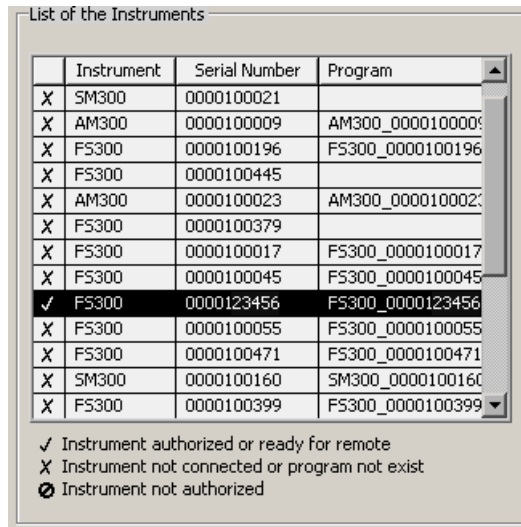 List of the Instruments
Instrument Serial Number Program
X SM300 0000100021
X AM300 0000100009 AM300_0000100009
X FS300 0000100196 FS300_0000100196
X FS300 0000100445
X AM300 0000100023 AM300_0000100023
X FS300 0000100379
X FS300 0000100017 FS300_0000100017
X FS300 0000100045 FS300_0000100045
✓ FS300 0000123456 FS300_0000123456
X FS300 0000100055 FS300_0000100055
X FS300 0000100471 FS300_0000100471
X SM300 0000100160 SM300_0000100160
X FS300 0000100399 FS300_0000100399
✓ Instrument authorized or ready for remote
X Instrument not connected or program not exist
Instrument not authorized